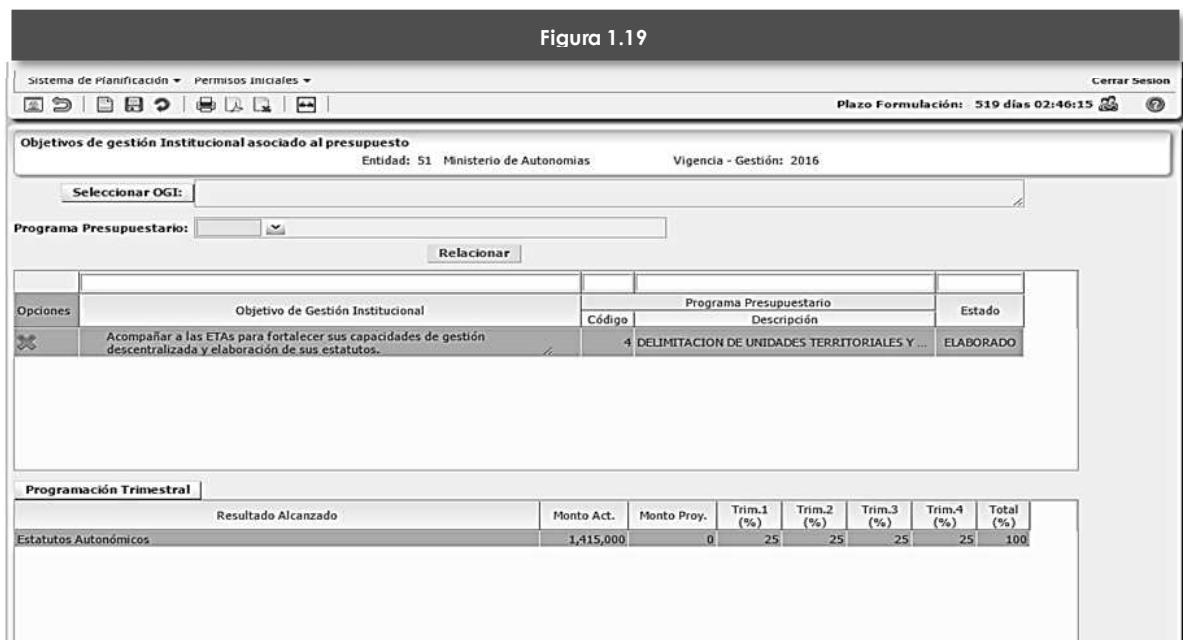 Figura 1.19
Sistema de Planificación Permisos Iniciales Cerrar Sesion
Plazo Formulación: 519 días 02:46:15
Objetivos de gestión Institucional asociado al presupuesto
Entidad: 51 Ministerio de Autonomias Vigencia - Gestión: 2016
Seleccionar OGI:
Programa Presupuestario:
Relacionar
Opciones Objetivo de Gestión Institucional Programa Presupuestario Estado
Código Descripción
Acompañar a las ETAs para fortalecer sus capacidades de gestión
descentralizada y elaboración de sus estatutos.
4 DELIMITACION DE UNIDADES TERRITORIALES Y ... ELABORADO
Programación Trimestral
Resultado Alcanzado Monto Act. Monto Proy. Trim.1 (%) Trim.2 (%) Trim.3 (%) Trim.4 (%) Total (%)
Estatutos Autonómicos 1,415,000 0 25 25 25 25 100